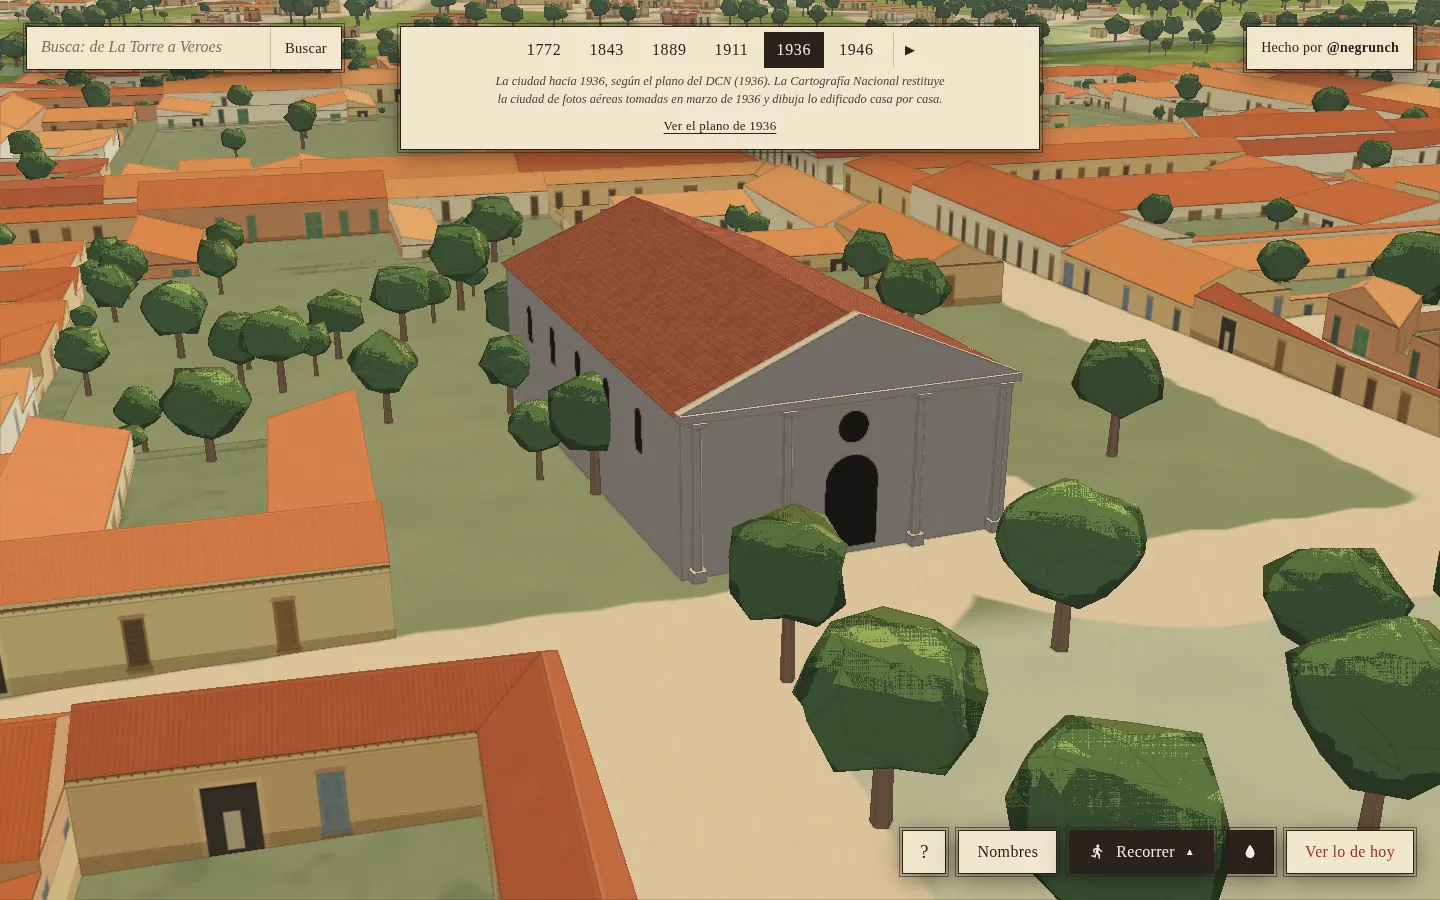 Busca: de La Torre a Veroes
Buscar
1772 1843 1889 1911 1936 1946 ▶
La ciudad hacia 1936, según el plano del DCN (1936). La Cartografía Nacional restituye
la ciudad de fotos aéreas tomadas en marzo de 1936 y dibuja lo edificado casa por casa.
Ver el plano de 1936
Hecho por @negrunch
?
Nombres
Recorrer ▲
Ver lo de hoy